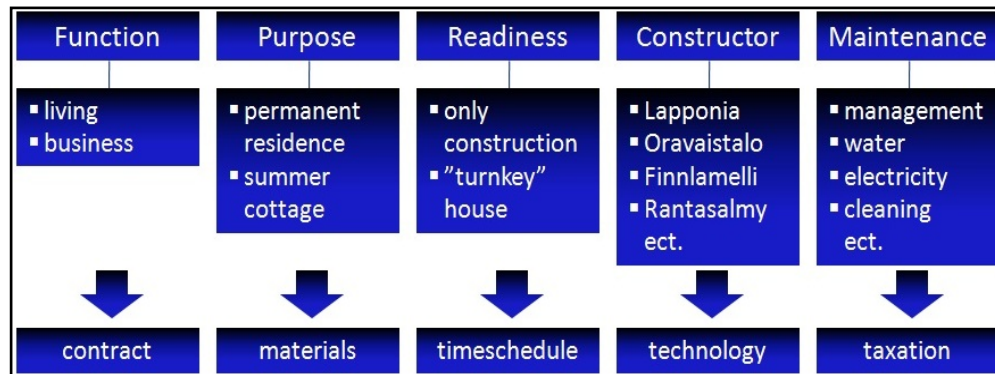 Function
Purpose
Readiness
Constructor
Maintenance
▪ living
▪ business
▪ permanent
residence
▪ summer
cottage
▪ only
construction
▪ ”turnkey”
house
▪ Lapponia
▪ Oravaistalo
▪ Finnlamelli
▪ Rantasalmy
ect.
▪ management
▪ water
▪ electricity
▪ cleaning
ect.
contract
materials
timeschedule
technology
taxation